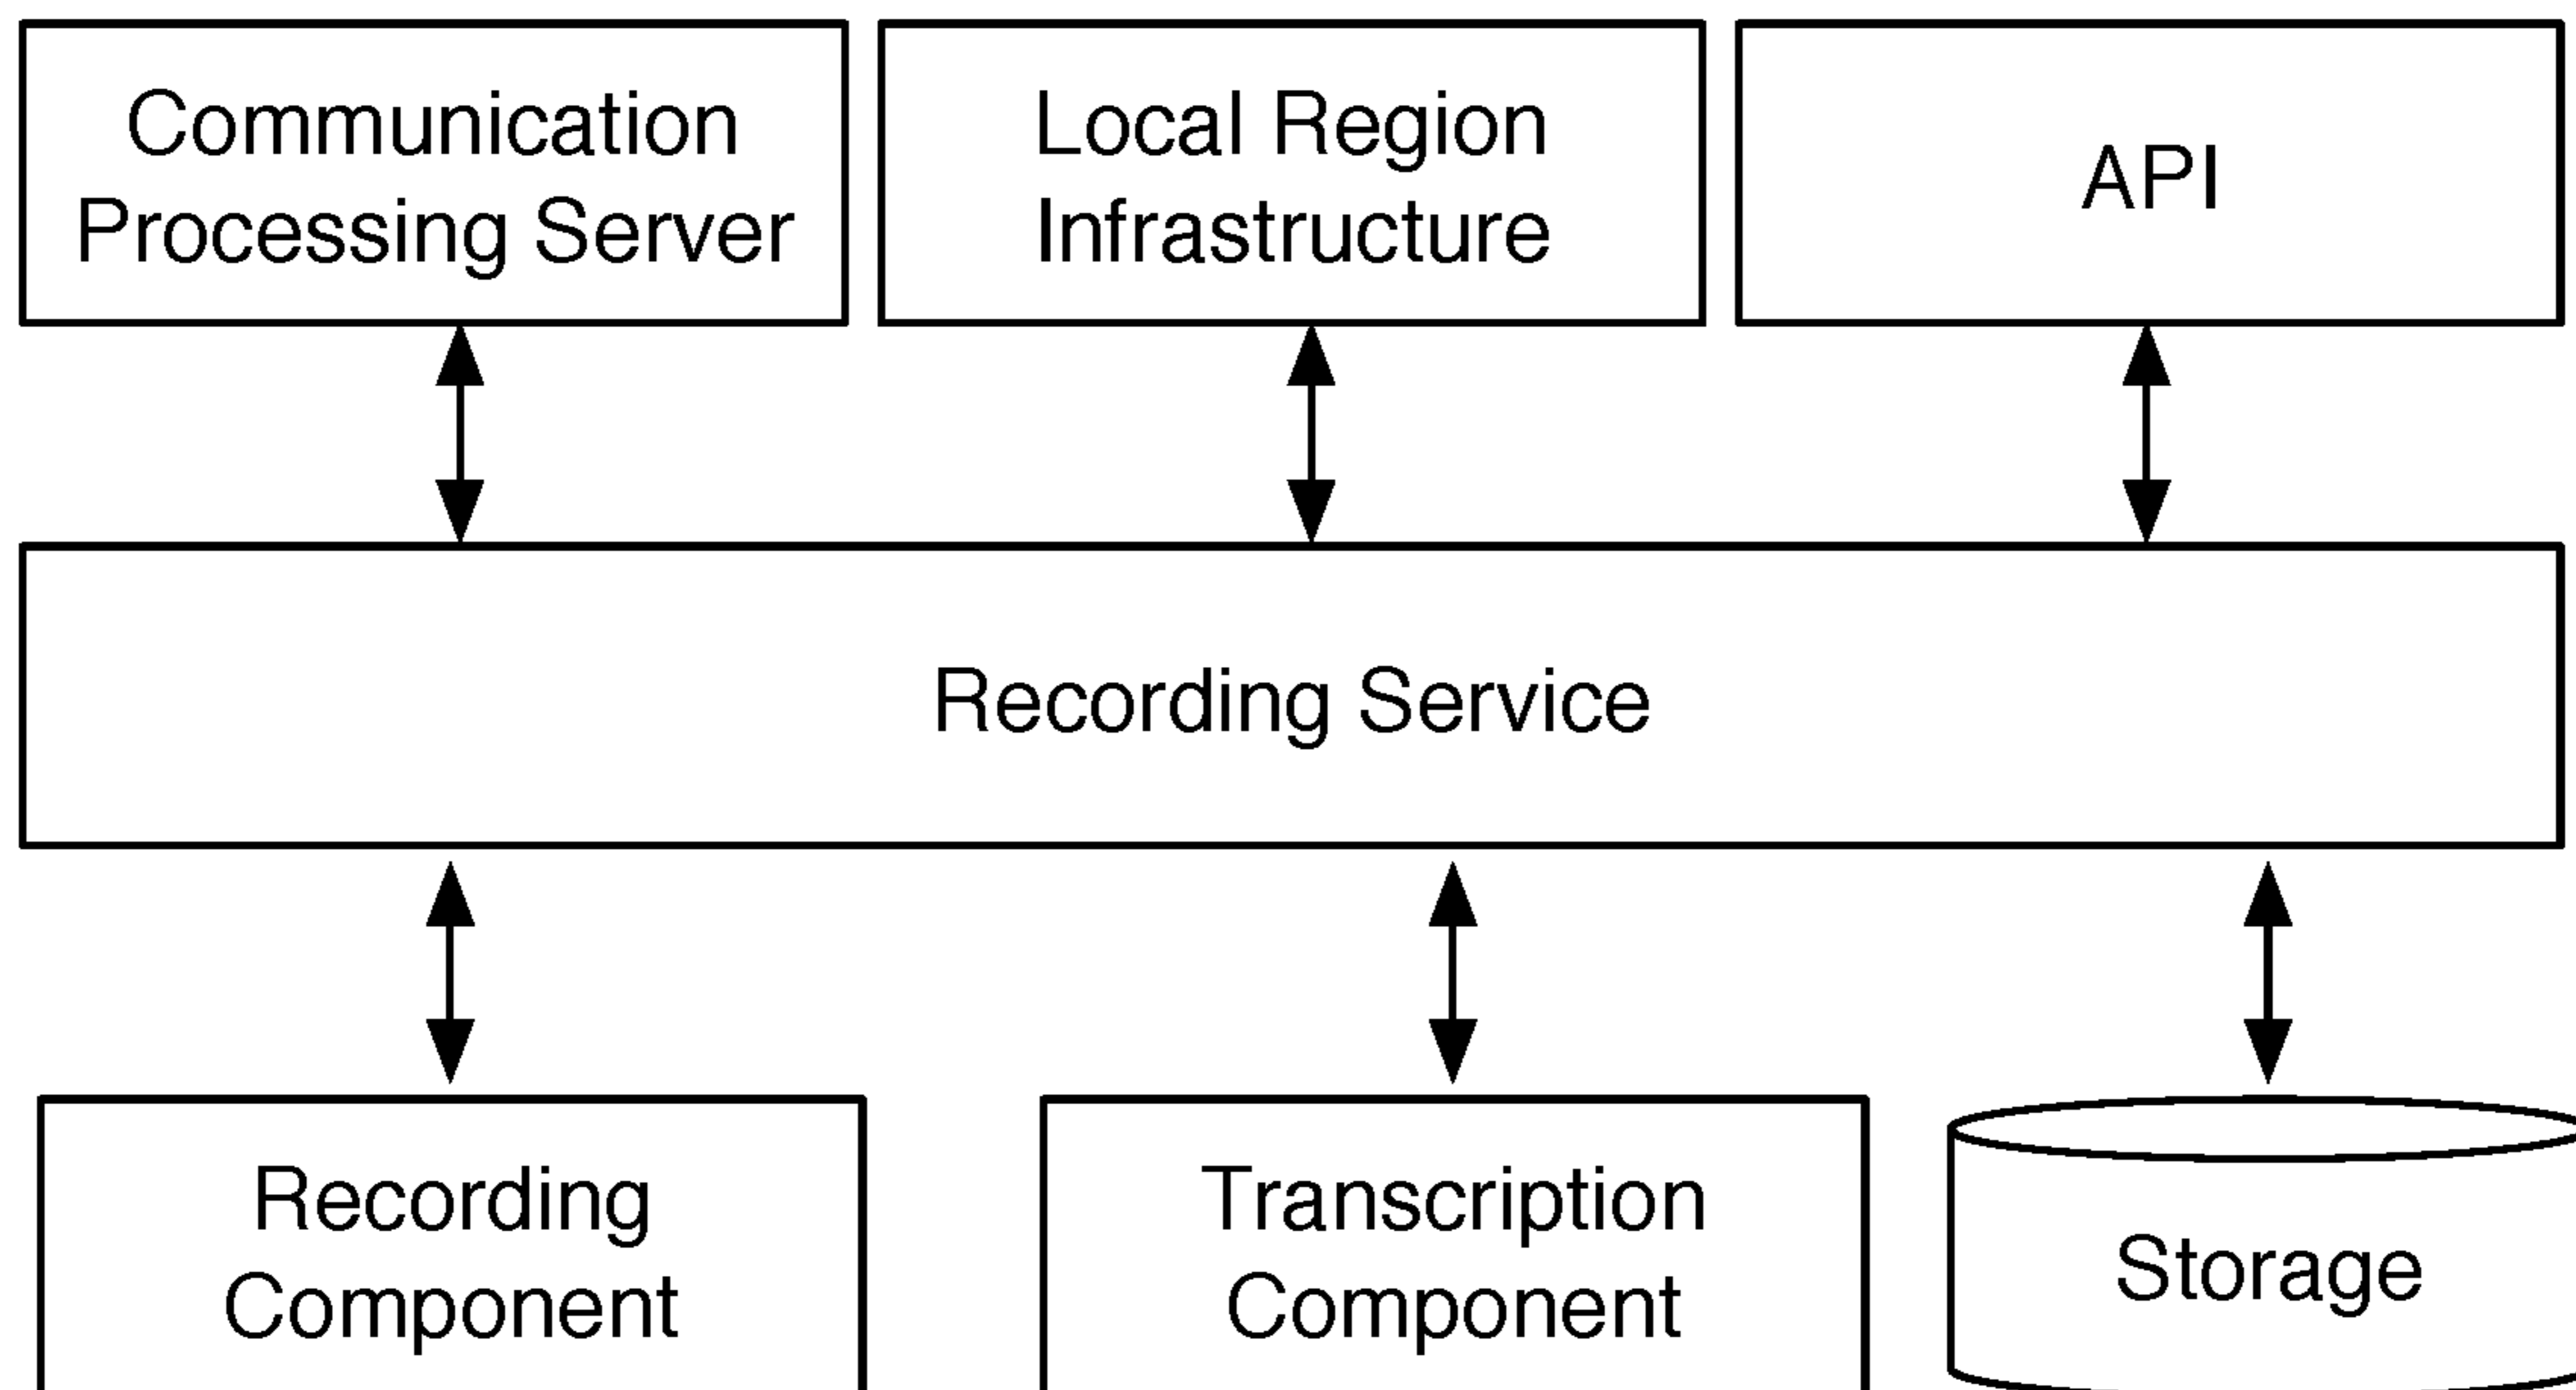 Communication
Processing Server
Local Region
Infrastructure
API
Recording Service
Recording
Component
Transcription
Component
Storage